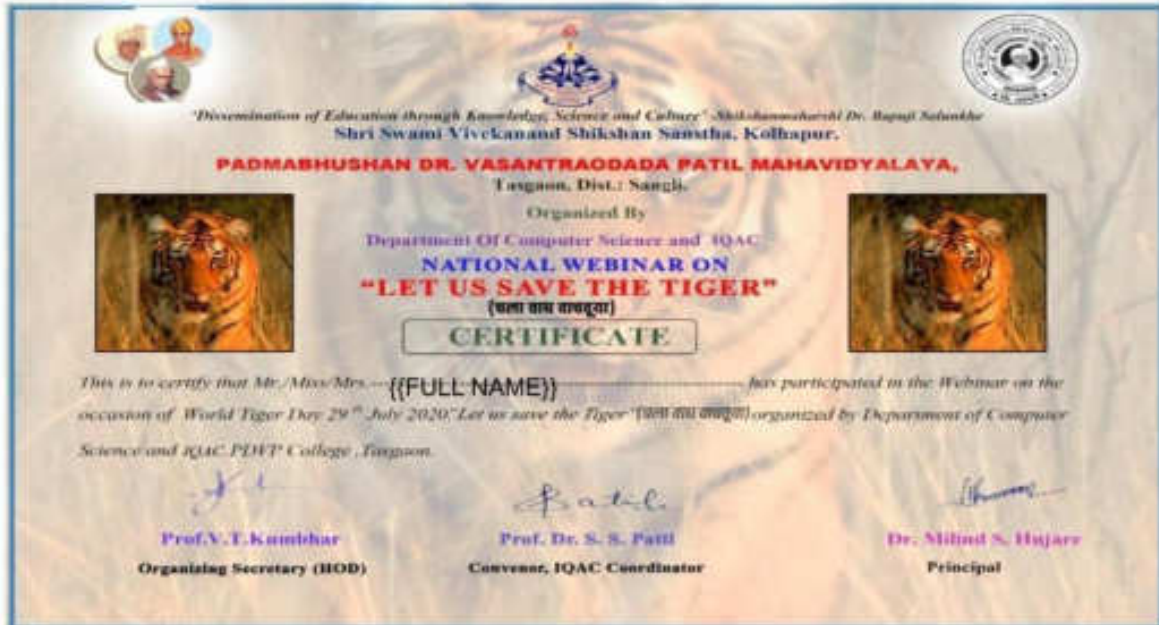 "Dissemination of Education through Knowledge, Science and Culture" -Shikshanmaharshi Dr. Bapuji Salunkhe
Shri Swami Vivekanand Shikshan Sanstha, Kolhapur.
PADMABHUSHAN DR. VASANTRAODADA PATIL MAHAVIDYALAYA,
Tasgaon, Dist.: Sangli.
Organized By
Department Of Computer Science and IQAC
NATIONAL WEBINAR ON
“LET US SAVE THE TIGER”
(चला वाघ वाचवूया)
CERTIFICATE
This is to certify that Mr./Miss/Mrs.---{{FULL NAME}}--- has participated in the Webinar on the
occasion of World Tiger Day 29th July 2020,"Let us save the Tiger "(चला वाघ वाचवूया) organized by Department of Computer
Science and IQAC PDVP College ,Tasgaon.
Prof.V.T.Kumbhar Prof. Dr. S. S. Patil Dr. Milind S. Hujare
Organizing Secretary (HOD) Convenor, IQAC Coordinator Principal